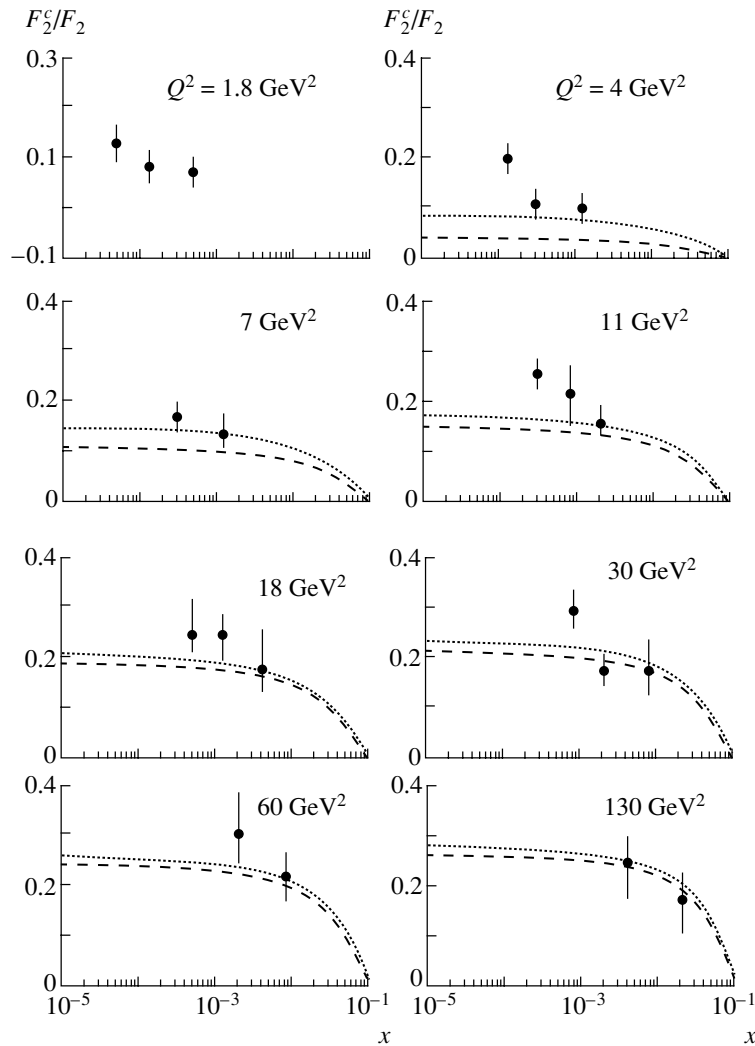 F₂ᶜ/F₂ F₂ᶜ/F₂
0.3 0.4
Q² = 1.8 GeV² Q² = 4 GeV²
0.1 0.2
−0.1 0
0.4 0.4
7 GeV² 11 GeV²
0.2 0.2
0 0
0.4 0.4
18 GeV² 30 GeV²
0.2 0.2
0 0
0.4 0.4
60 GeV² 130 GeV²
0.2 0.2
0 0
10⁻⁵ 10⁻³ 10⁻¹ 10⁻⁵ 10⁻³ 10⁻¹
x x